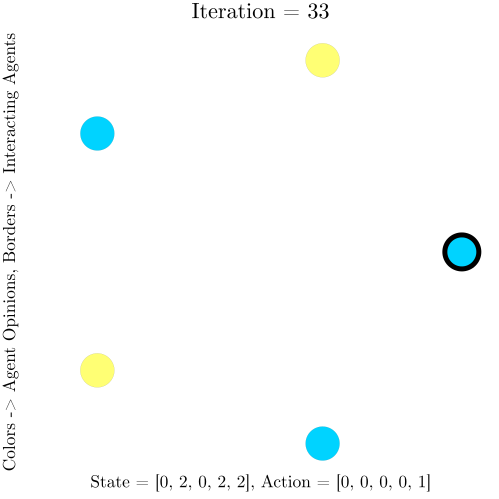 Iteration = 33
Colors -> Agent Opinions, Borders -> Interacting Agents
State = [0, 2, 0, 2, 2], Action = [0, 0, 0, 0, 1]